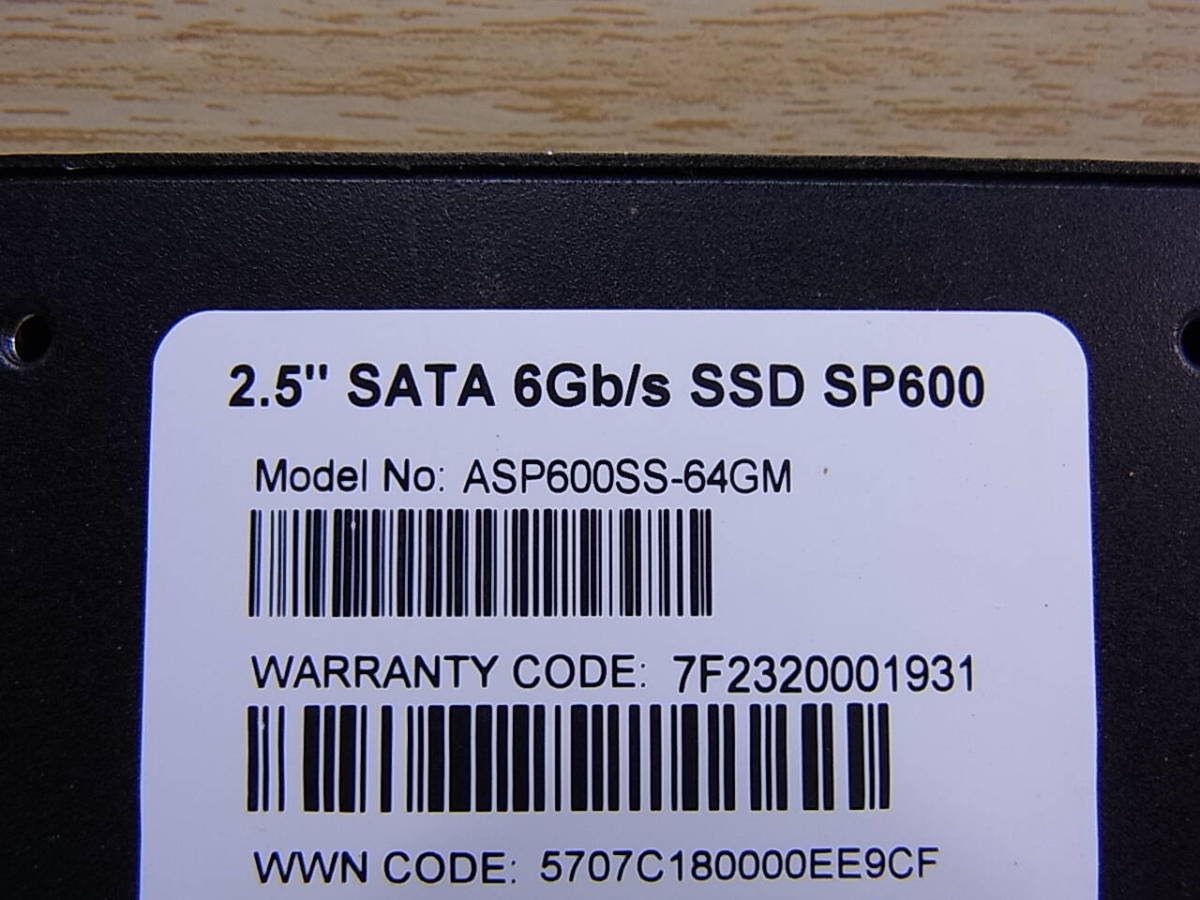 2.5" SATA 6Gb/s SSD SP600
Model No: ASP600SS-64GM
WARRANTY CODE: 7F2320001931
WWN CODE: 5707C180000EE9CF